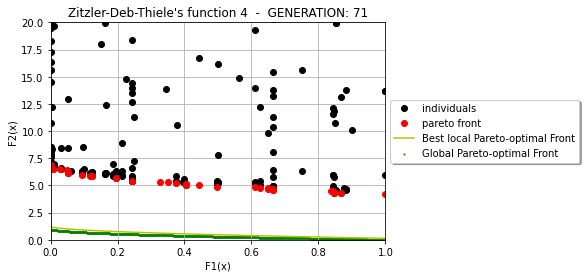 Zitzler-Deb-Thiele's function 4  -  GENERATION: 71
20.0
17.5
15.0
12.5
10.0
7.5
5.0
2.5
0.0
F2(x)
0.0 0.2 0.4 0.6 0.8 1.0
F1(x)
individuals
pareto front
Best local Pareto-optimal Front
Global Pareto-optimal Front